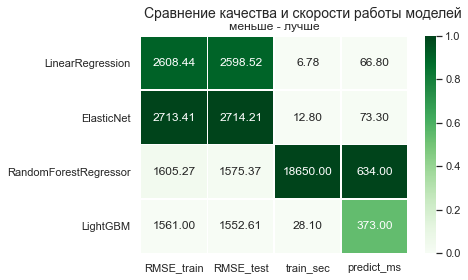 Сравнение качества и скорости работы моделей
меньше - лучше
LinearRegression 2608.44 2598.52 6.78 66.80
ElasticNet 2713.41 2714.21 12.80 73.30
RandomForestRegressor 1605.27 1575.37 18650.00 634.00
LightGBM 1561.00 1552.61 28.10 373.00
RMSE_train RMSE_test train_sec predict_ms
1.0
0.8
0.6
0.4
0.2
0.0